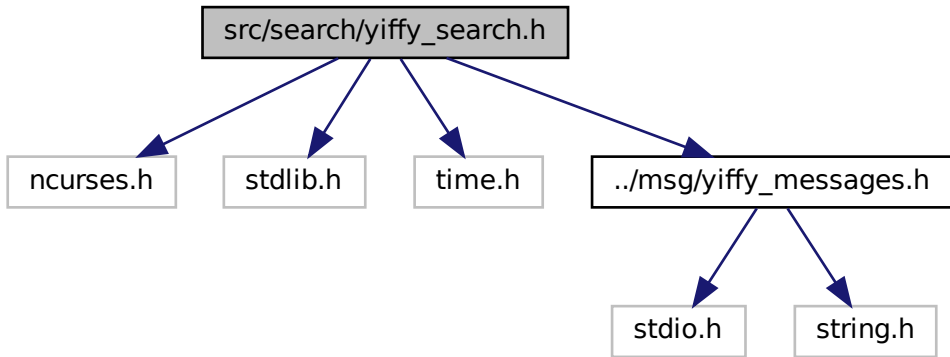 src/search/yiffy_search.h
ncurses.h
stdlib.h
time.h
../msg/yiffy_messages.h
stdio.h
string.h